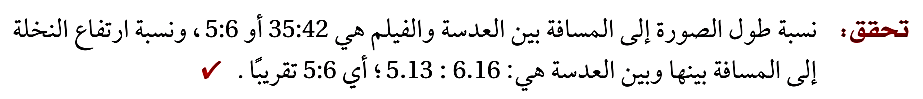 تحقق: نسبة طول الصورة إلى المسافة بين العدسة والفيلم هي 35:42 أو 5:6، ونسبة ارتفاع النخلة
إلى المسافة بينها وبين العدسة هي: 6.16 : 5.13؛ أي 5:6 تقريبًا. ✓